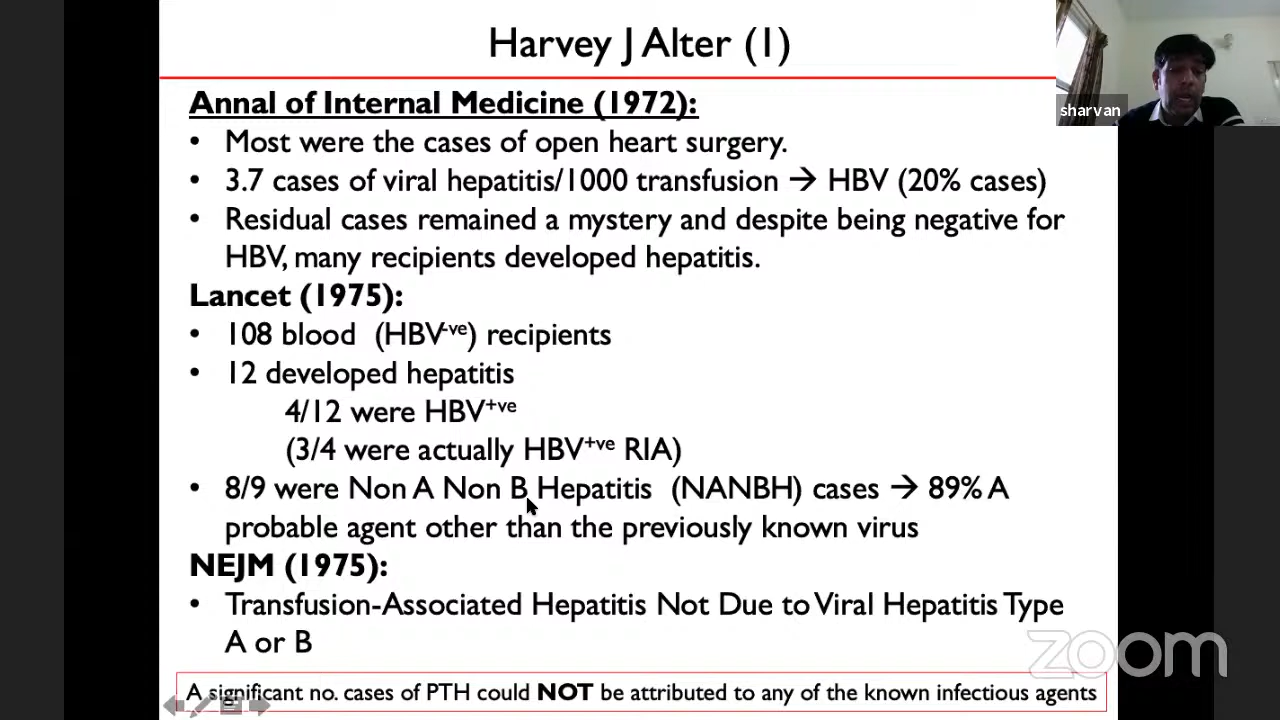 Harvey J Alter (1)
sharvan
Annal of Internal Medicine (1972):
• Most were the cases of open heart surgery.
• 3.7 cases of viral hepatitis/1000 transfusion → HBV (20% cases)
• Residual cases remained a mystery and despite being negative for
HBV, many recipients developed hepatitis.
Lancet (1975):
• 108 blood (HBV-ve) recipients
• 12 developed hepatitis
4/12 were HBV+ve
(3/4 were actually HBV+ve RIA)
• 8/9 were Non A Non B Hepatitis (NANBH) cases → 89% A
probable agent other than the previously known virus
NEJM (1975):
• Transfusion-Associated Hepatitis Not Due to Viral Hepatitis Type
A or B
zoom
A significant no. cases of PTH could NOT be attributed to any of the known infectious agents